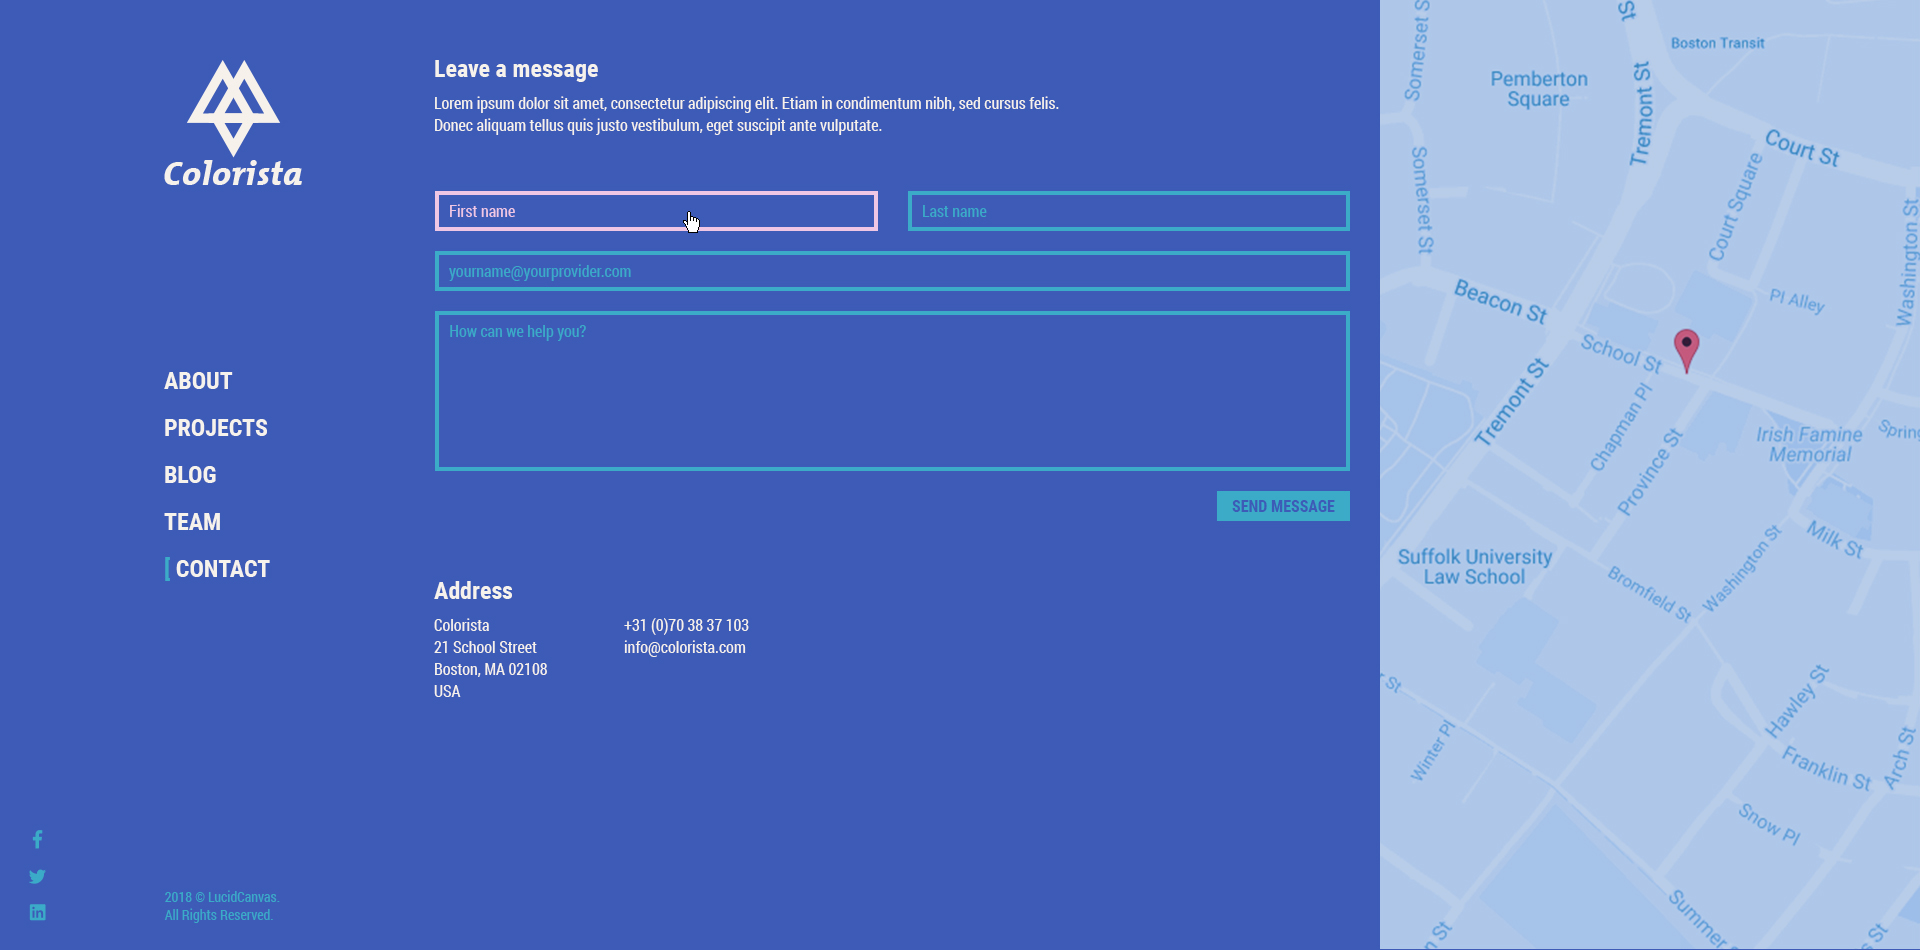 Colorista
ABOUT
PROJECTS
BLOG
TEAM
[ CONTACT
2018 © LucidCanvas.
All Rights Reserved.
Leave a message
Lorem ipsum dolor sit amet, consectetur adipiscing elit. Etiam in condimentum nibh, sed cursus felis.
Donec aliquam tellus quis justo vestibulum, eget suscipit ante vulputate.
First name
Last name
yourname@yourprovider.com
How can we help you?
SEND MESSAGE
Address
Colorista
21 School Street
Boston, MA 02108
USA
+31 (0)70 38 37 103
info@colorista.com
Somerset S
St
Boston Transit
Pemberton
Square
Tremont St
Court St
Court Square
Somerset St
Washington St
Beacon St
Pl Alley
School St
Tremont St
Chapman Pl
Province St
Irish Famine
Memorial
Spring
Milk St
Washington St
Suffolk University
Law School
Bromfield St
r St
Hawley St
Winter Pl
Franklin St
Arch St
Snow Pl
Summer
n St
s St